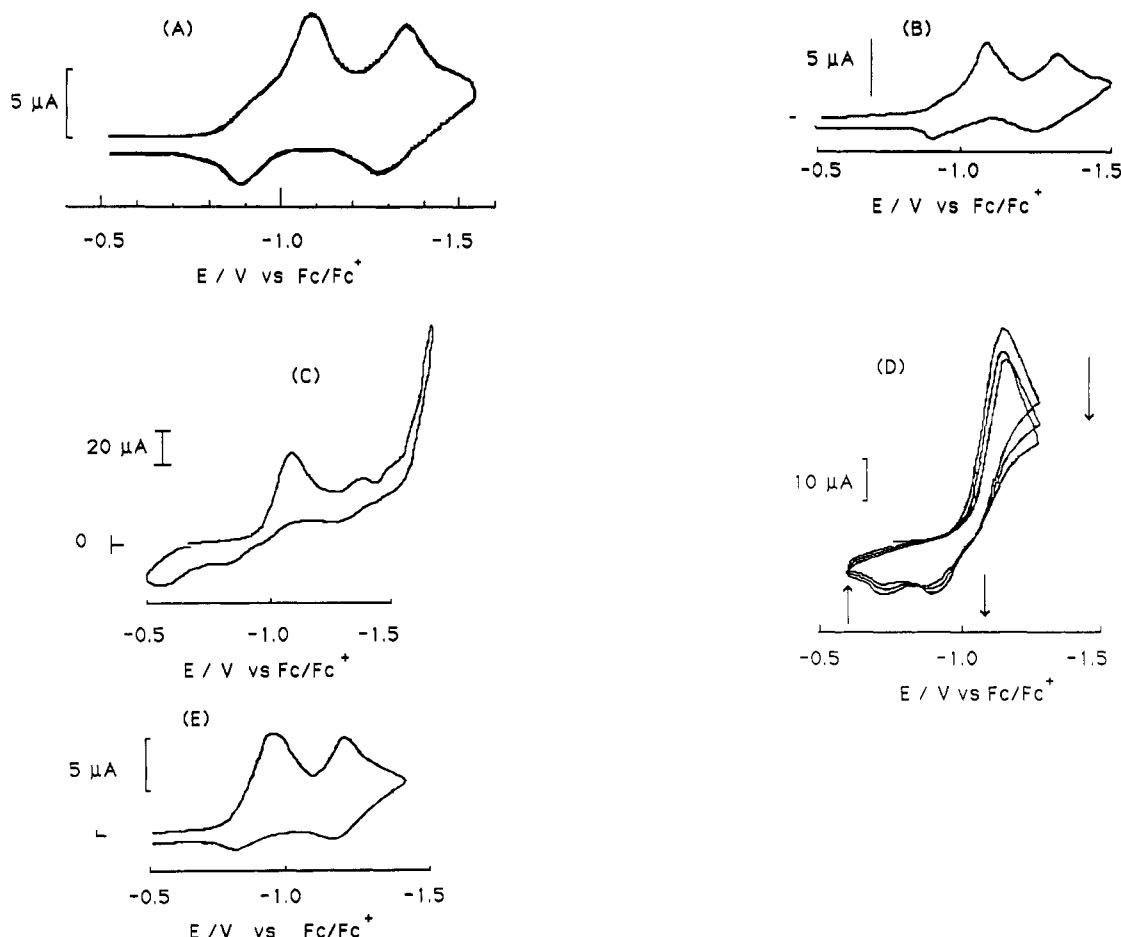 (A)
5 μA
-0.5 -1.0 -1.5
E / V vs Fc/Fc+
(B)
5 μA
-0.5 -1.0 -1.5
E / V vs Fc/Fc+
(C)
20 μA
0
-0.5 -1.0 -1.5
E / V vs Fc/Fc+
(D)
10 μA
-0.5 -1.0 -1.5
E / V vs Fc/Fc+
(E)
5 μA
-0.5 -1.0 -1.5
E / V vs Fc/Fc+